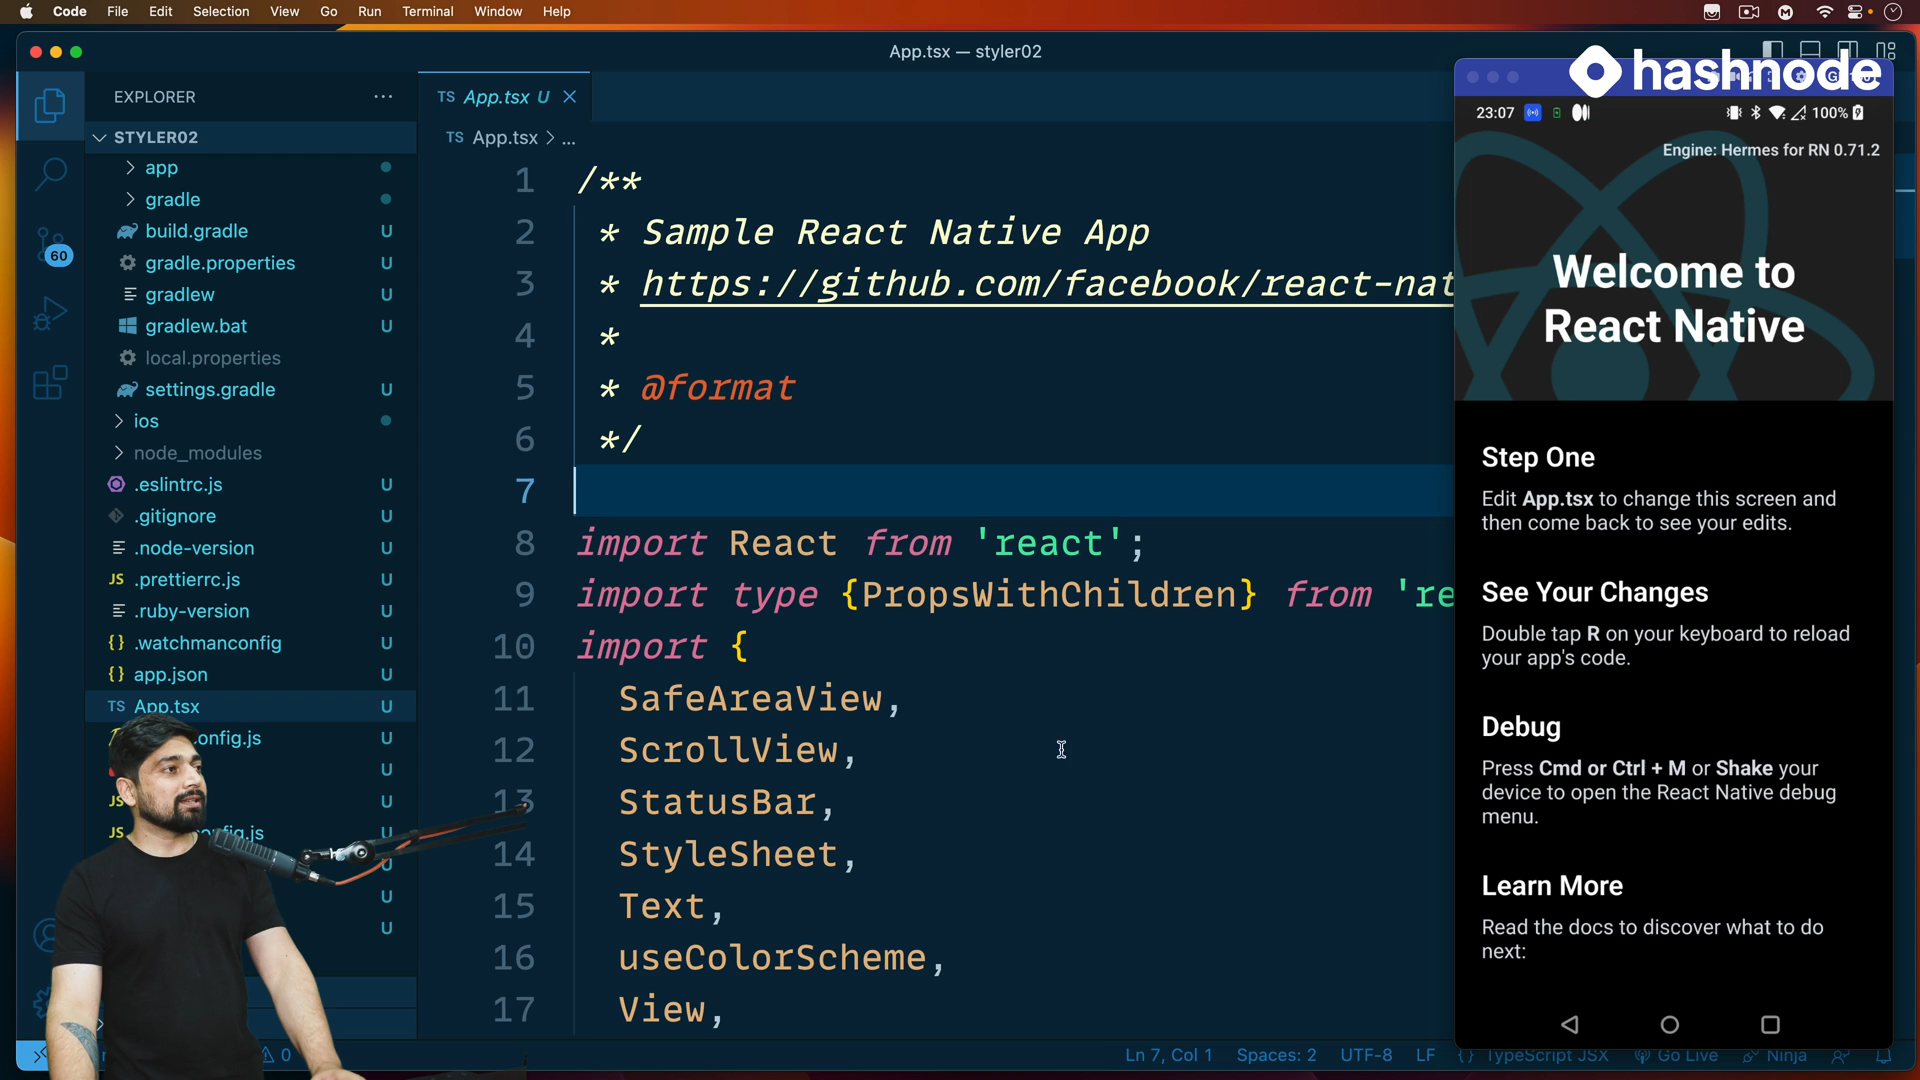 Code File Edit Selection View Go Run Terminal Window Help
App.tsx — styler02
hashnode
EXPLORER
STYLER02
app
gradle
build.gradle U
gradle.properties U
gradlew U
gradlew.bat U
local.properties
settings.gradle U
ios
node_modules
.eslintrc.js U
.gitignore U
.node-version U
JS .prettierrc.js U
.ruby-version U
{} .watchmanconfig U
{} app.json U
TS App.tsx U
onfig.js U
U
JS U
JS onfig.js U
U
U
U
60
TS App.tsx U
TS App.tsx > ...
1 /**
2 * Sample React Native App
3 * https://github.com/facebook/react-nat
4 *
5 * @format
6 */
7
8 import React from 'react';
9 import type {PropsWithChildren} from 're
10 import {
11 SafeAreaView,
12 ScrollView,
13 StatusBar,
14 StyleSheet,
15 Text,
16 useColorScheme,
17 View,
23:07 100%
Engine: Hermes for RN 0.71.2
Welcome to
React Native
Step One
Edit App.tsx to change this screen and
then come back to see your edits.
See Your Changes
Double tap R on your keyboard to reload
your app's code.
Debug
Press Cmd or Ctrl + M or Shake your
device to open the React Native debug
menu.
Learn More
Read the docs to discover what to do
next:
0 Ln 7, Col 1 Spaces: 2 UTF-8 LF {} TypeScript JSX Go Live Ninja